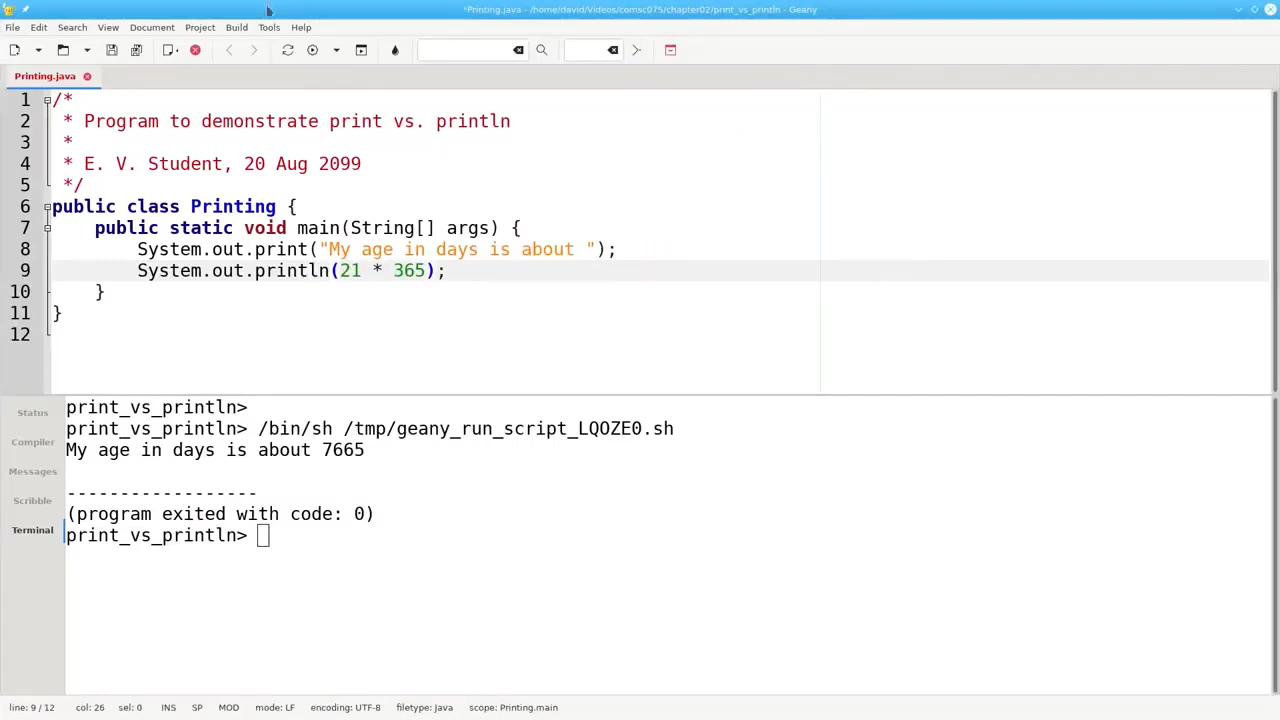 *Printing.java - /home/david/Videos/comsc075/chapter02/print_vs_println - Geany
File Edit Search View Document Project Build Tools Help
Printing.java
1 /*
2  * Program to demonstrate print vs. println
3  *
4  * E. V. Student, 20 Aug 2099
5  */
6 public class Printing {
7     public static void main(String[] args) {
8         System.out.print("My age in days is about ");
9         System.out.println(21 * 365);
10     }
11 }
12
Status
Compiler
Messages
Scribble
Terminal
print_vs_println>
print_vs_println> /bin/sh /tmp/geany_run_script_LQOZE0.sh
My age in days is about 7665
------------------
(program exited with code: 0)
print_vs_println>
line: 9 / 12 col: 26 sel: 0 INS SP MOD mode: LF encoding: UTF-8 filetype: Java scope: Printing.main